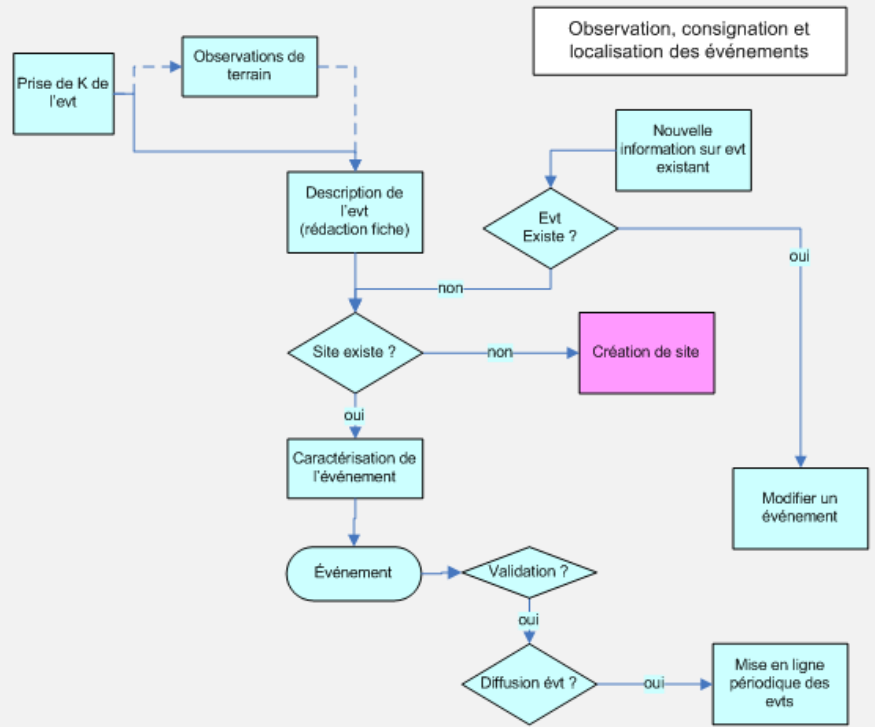 Observation, consignation et
localisation des événements
Prise de K de
l'evt
Observations de
terrain
Nouvelle
information sur evt
existant
Description de
l'evt
(rédaction fiche)
Evt
Existe ?
oui
non
Site existe ?
non
Création de site
oui
Caractérisation de
l'événement
Modifier un
événement
Événement
Validation ?
oui
Diffusion évt ?
oui
Mise en ligne
périodique des
evts